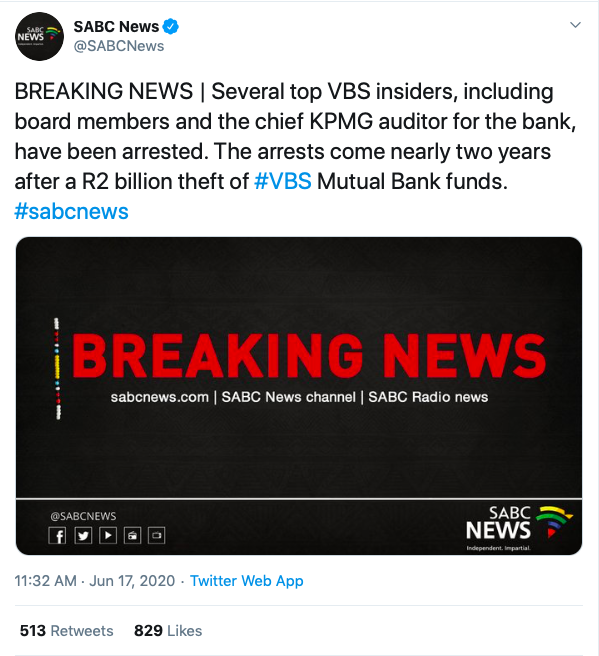 SABC
NEWS
Independent. Impartial.
SABC News
@SABCNews
BREAKING NEWS | Several top VBS insiders, including
board members and the chief KPMG auditor for the bank,
have been arrested. The arrests come nearly two years
after a R2 billion theft of #VBS Mutual Bank funds.
#sabcnews
BREAKING NEWS
sabcnews.com | SABC News channel | SABC Radio news
@SABCNEWS
SABC
NEWS
Independent. Impartial.
11:32 AM · Jun 17, 2020 · Twitter Web App
513 Retweets 829 Likes